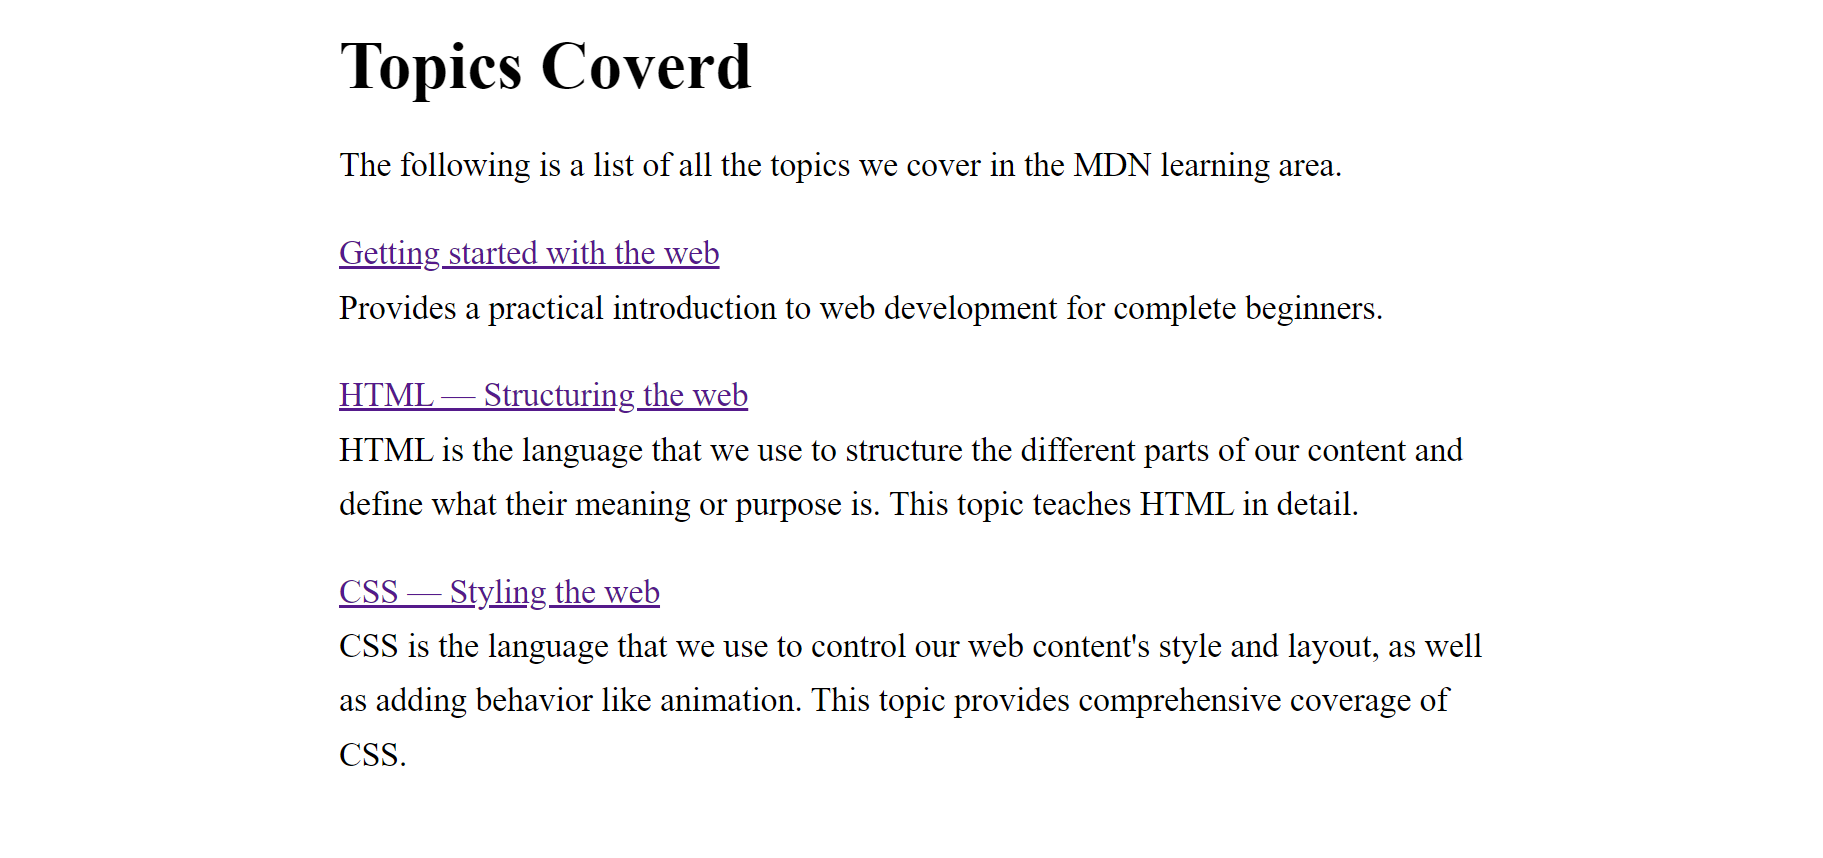 Topics Coverd
The following is a list of all the topics we cover in the MDN learning area.
Getting started with the web
Provides a practical introduction to web development for complete beginners.
HTML — Structuring the web
HTML is the language that we use to structure the different parts of our content and
define what their meaning or purpose is. This topic teaches HTML in detail.
CSS — Styling the web
CSS is the language that we use to control our web content's style and layout, as well
as adding behavior like animation. This topic provides comprehensive coverage of
CSS.